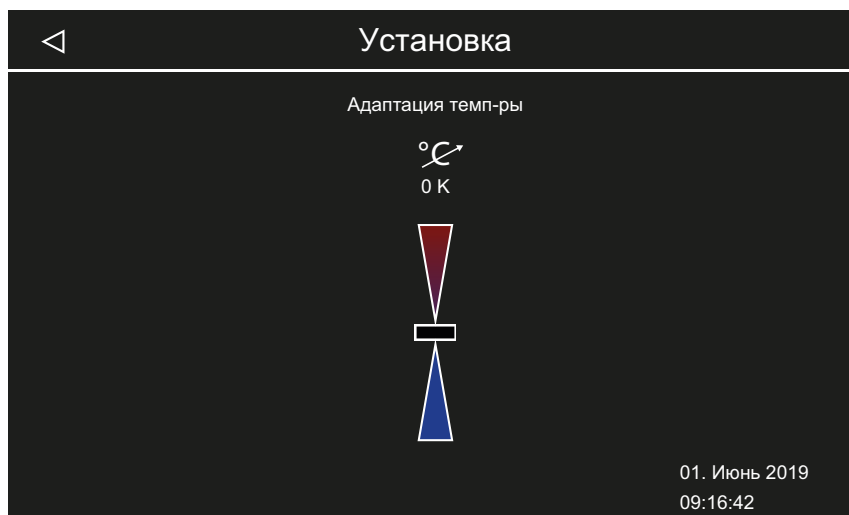 Установка
Адаптация темп-ры
°C
0 K
01. Июнь 2019
09:16:42